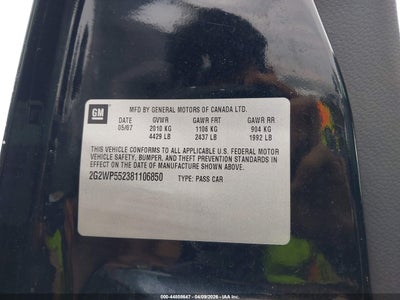 GM
MFD BY GENERAL MOTORS OF CANADA LTD.
DATE GVWR GAWR FRT GAWR RR
05/07 2010 KG 1106 KG 904 KG
4429 LB 2437 LB 1992 LB
THIS VEHICLE CONFORMS TO ALL APPLICABLE U.S. FEDERAL MOTOR
VEHICLE SAFETY, BUMPER, AND THEFT PREVENTION STANDARDS IN
EFFECT ON THE DATE OF MANUFACTURE SHOWN ABOVE.
2G2WP552381106850 TYPE: PASS CAR
000-44808647 | 04/09/2026 | IAA Inc.